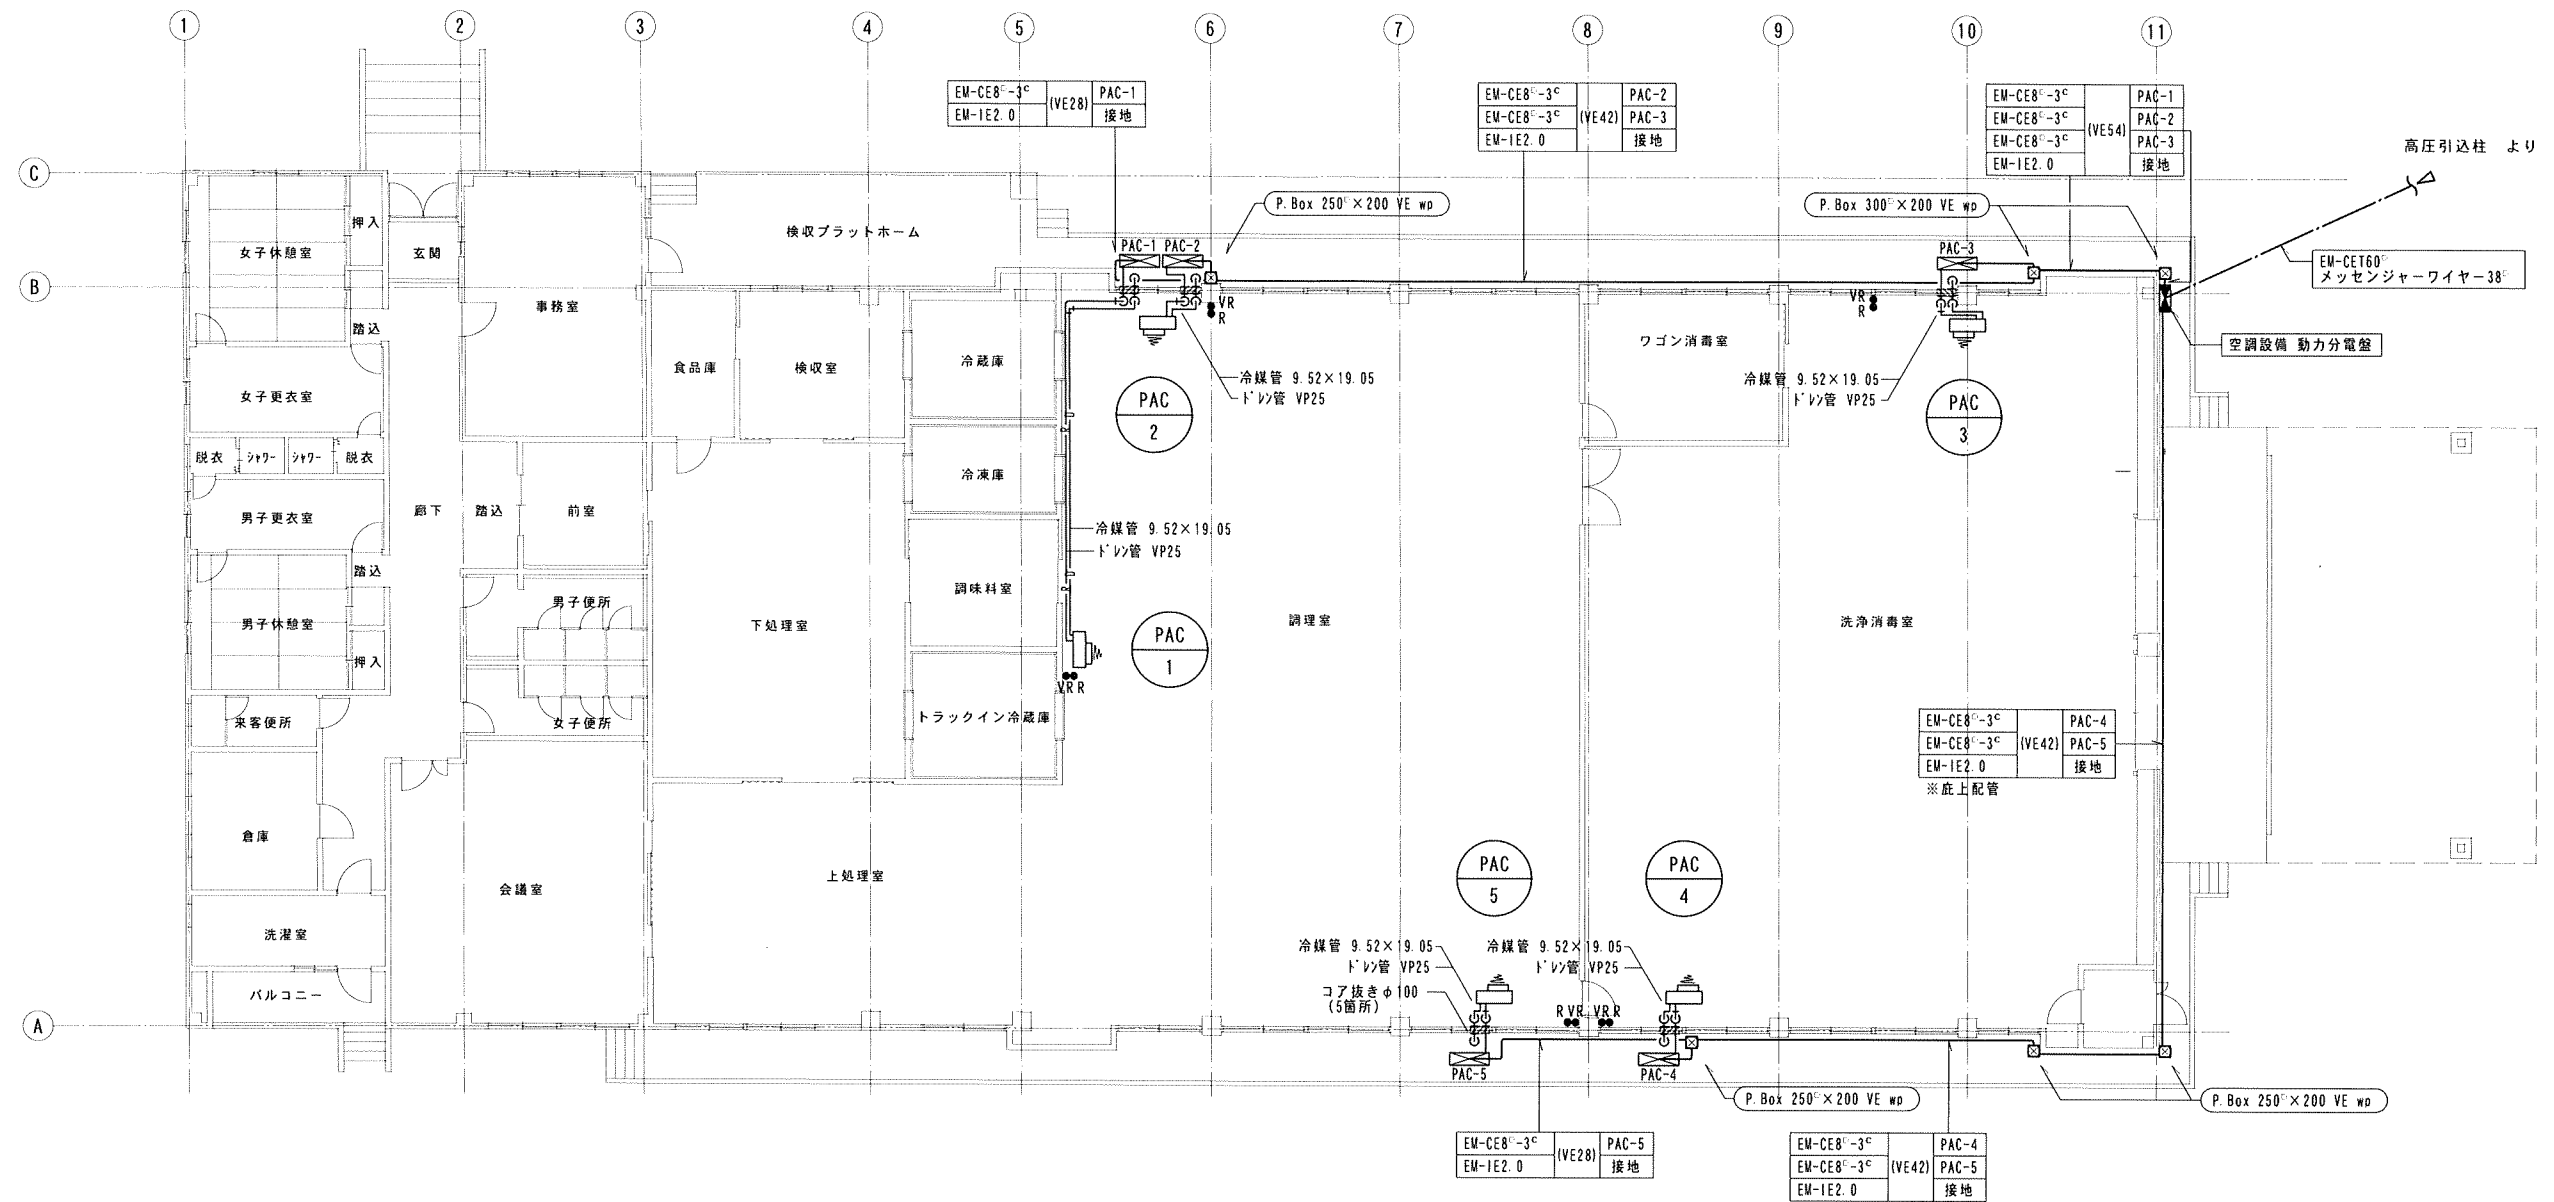 1 2 3 4 5 6 7 8 9 10 11
EM-CE8□-3C (VE28) PAC-1
EM-IE2.0 接地
EM-CE8□-3C (VE42) PAC-2
EM-CE8□-3C PAC-3
EM-IE2.0 接地
EM-CE8□-3C (VE54) PAC-1
EM-CE8□-3C PAC-2
EM-CE8□-3C PAC-3
EM-IE2.0 接地
高圧引込柱 より
C
P.Box 250□×200 VE wp
P.Box 300□×200 VE wp
押入
女子休憩室
玄関
検収プラットホーム
PAC-1 PAC-2
PAC-3
EM-CET60□
メッセンジャーワイヤー38□
B
事務室
踏込
VR
R
VR
R
空調設備 動力分電盤
ワゴン消毒室
食品庫
検収室
冷蔵庫
冷媒管 9.52×19.05
ドレン管 VP25
冷媒管 9.52×19.05
ドレン管 VP25
女子更衣室
PAC
2
PAC
3
脱衣 シャワー シャワー 脱衣
冷凍庫
男子更衣室
廊下
踏込
前室
冷媒管 9.52×19.05
ドレン管 VP25
踏込
調味料室
男子便所
男子休憩室
下処理室
調理室
洗浄消毒室
PAC
1
押入
VR R
来客便所
女子便所
トラックイン冷蔵庫
EM-CE8□-3C (VE42) PAC-4
EM-CE8□-3C PAC-5
EM-IE2.0 接地
※庇上配管
倉庫
会議室
上処理室
PAC
5
PAC
4
洗濯室
冷媒管 9.52×19.05
ドレン管 VP25
コア抜きφ100
(5箇所)
冷媒管 9.52×19.05
ドレン管 VP25
バルコニー
R VR VR R
A
PAC-5
PAC-4
P.Box 250□×200 VE wp
P.Box 250□×200 VE wp
EM-CE8□-3C (VE28) PAC-5
EM-IE2.0 接地
EM-CE8□-3C (VE42) PAC-4
EM-CE8□-3C PAC-5
EM-IE2.0 接地